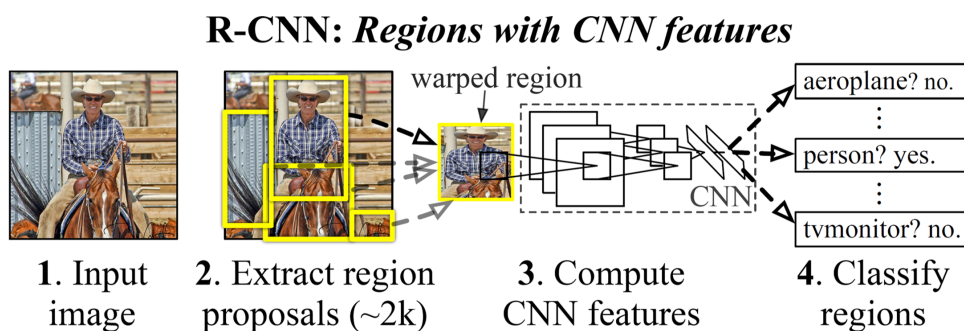 R-CNN: Regions with CNN features
warped region
aeroplane? no.
⋮
person? yes.
⋮
tvmonitor? no.
CNN
1. Input
image
2. Extract region
proposals (~2k)
3. Compute
CNN features
4. Classify
regions